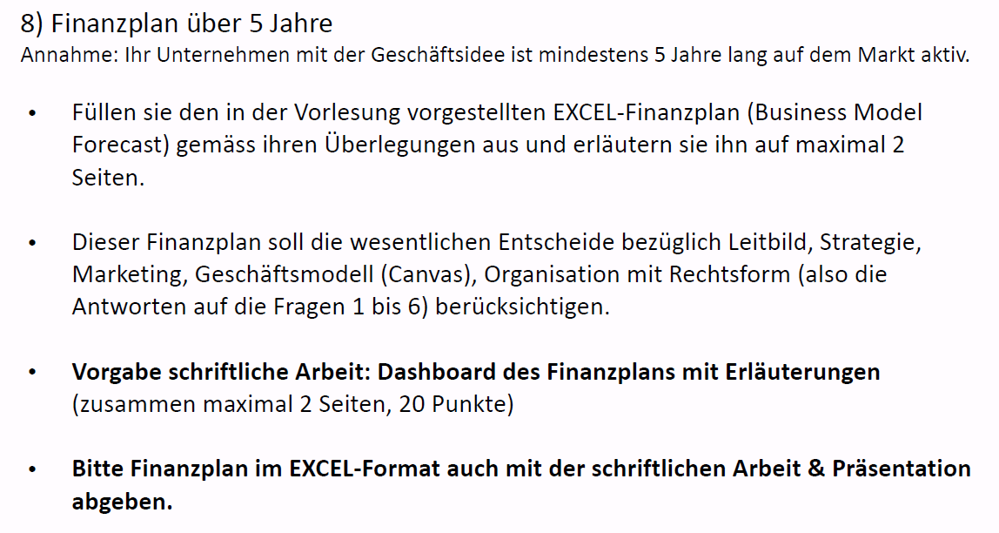 8) Finanzplan über 5 Jahre
Annahme: Ihr Unternehmen mit der Geschäftsidee ist mindestens 5 Jahre lang auf dem Markt aktiv.
• Füllen sie den in der Vorlesung vorgestellten EXCEL-Finanzplan (Business Model
Forecast) gemäss ihren Überlegungen aus und erläutern sie ihn auf maximal 2
Seiten.
• Dieser Finanzplan soll die wesentlichen Entscheide bezüglich Leitbild, Strategie,
Marketing, Geschäftsmodell (Canvas), Organisation mit Rechtsform (also die
Antworten auf die Fragen 1 bis 6) berücksichtigen.
• Vorgabe schriftliche Arbeit: Dashboard des Finanzplans mit Erläuterungen
(zusammen maximal 2 Seiten, 20 Punkte)
• Bitte Finanzplan im EXCEL-Format auch mit der schriftlichen Arbeit & Präsentation
abgeben.